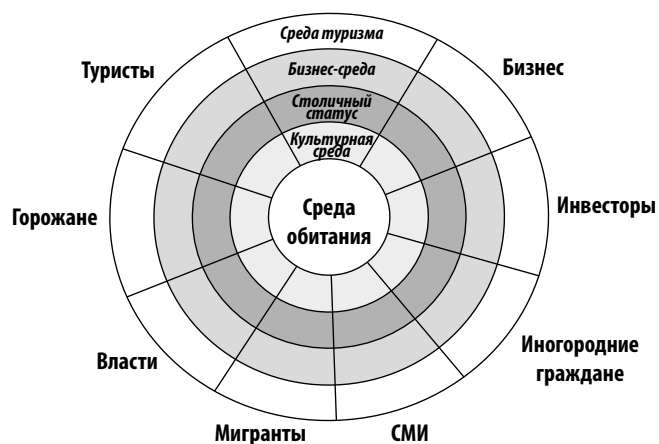 Среда туризма
Туристы
Бизнес
Бизнес-среда
Столичный
статус
Культурная
среда
Горожане
Среда
обитания
Инвесторы
Власти
Иногородние
граждане
Мигранты
СМИ